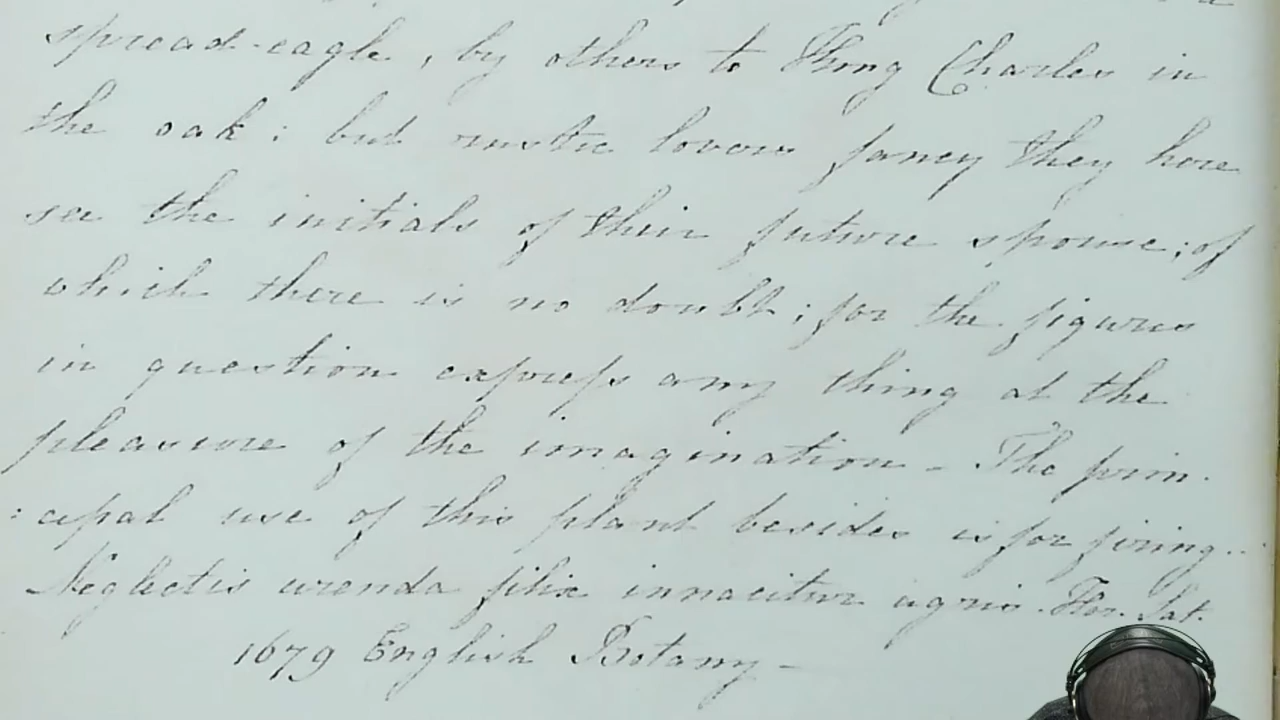 spread-eagle, by others to King Charles in
the oak: but rustic lovers fancy they here
see the initials of their future spouse; of
which there is no doubt; for the figures
in question express any thing at the
pleasure of the imagination - The prin-
:cipal use of this plant besides is for firing...
Neglectis urenda filix innascitur agris. Hor. Sat.
1679 English Botany -